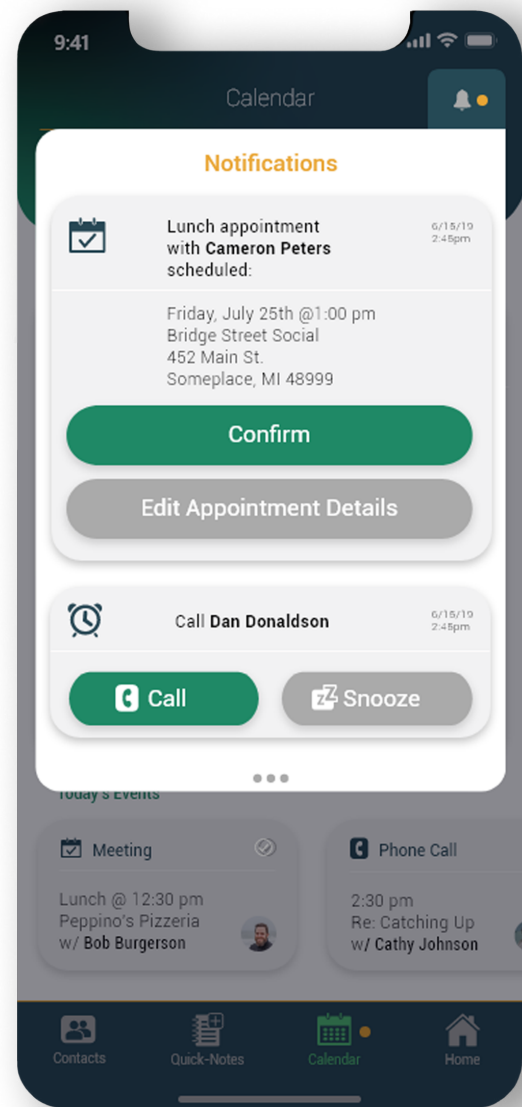 9:41
Calendar
Notifications
Lunch appointment
with Cameron Peters
scheduled:
6/15/19
2:45pm
Friday, July 25th @1:00 pm
Bridge Street Social
452 Main St.
Someplace, MI 48999
Confirm
Edit Appointment Details
Call Dan Donaldson
6/15/19
2:45pm
Call
zZ Snooze
Today's Events
Meeting
Lunch @ 12:30 pm
Peppino's Pizzeria
w/ Bob Burgerson
Phone Call
2:30 pm
Re: Catching Up
w/ Cathy Johnson
Contacts
Quick-Notes
Calendar
Home